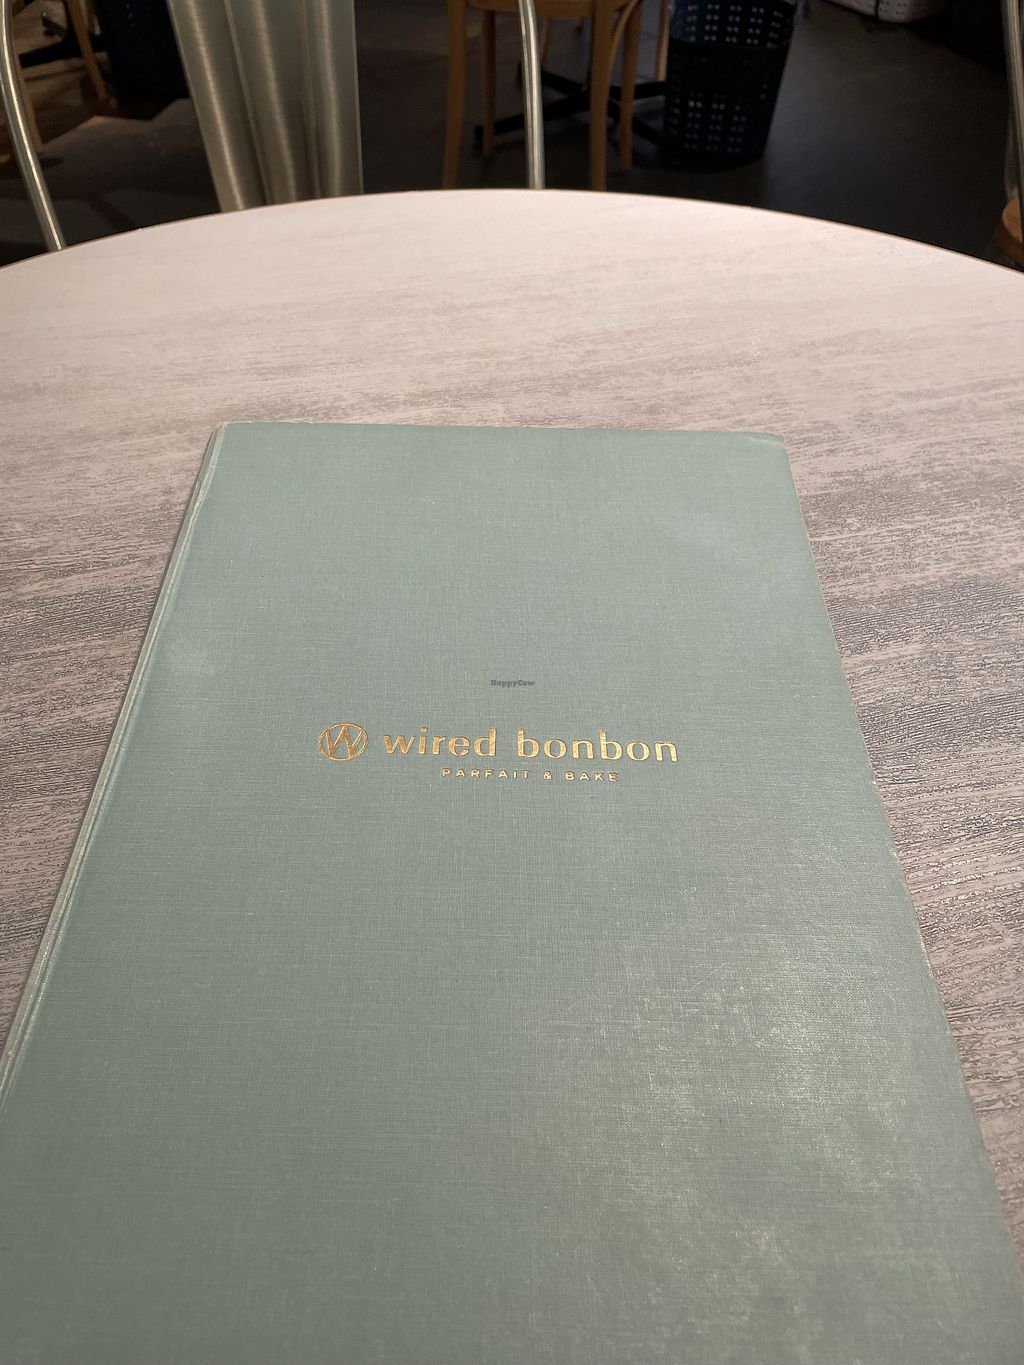 HappyCow
W wired bonbon
PARFAIT & BAKE